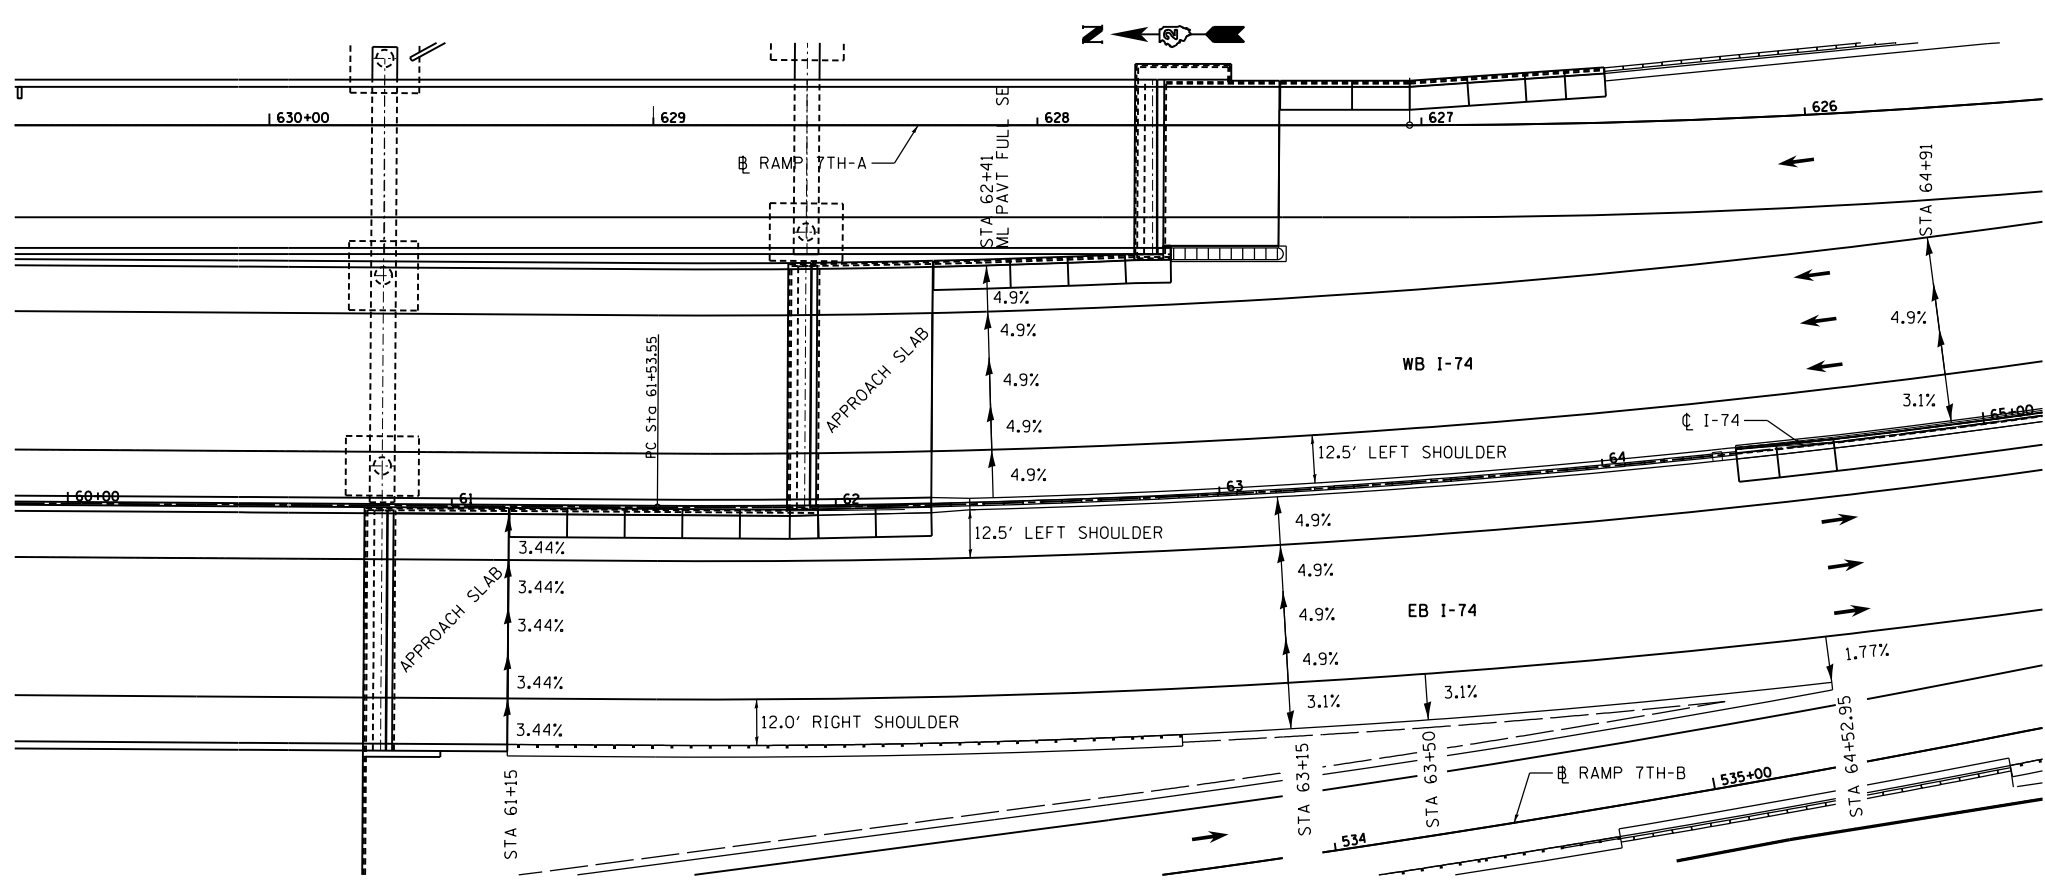 N
2
630+00
629
628
627
626
℄ RAMP 7TH-A
STA 62+41
ML PAVT FULL SE
STA 64+91
4.9%
4.9%
4.9%
4.9%
4.9%
APPROACH SLAB
PC Sta 61+53.55
WB I-74
4.9%
3.1%
℄ I-74
12.5' LEFT SHOULDER
60+00
61
62
63
64
65+00
12.5' LEFT SHOULDER
3.44%
3.44%
3.44%
3.44%
3.44%
APPROACH SLAB
4.9%
4.9%
4.9%
4.9%
3.1%
3.1%
EB I-74
1.77%
12.0' RIGHT SHOULDER
STA 61+15
STA 63+15
STA 63+50
STA 64+52.95
℄ RAMP 7TH-B
534
535+00